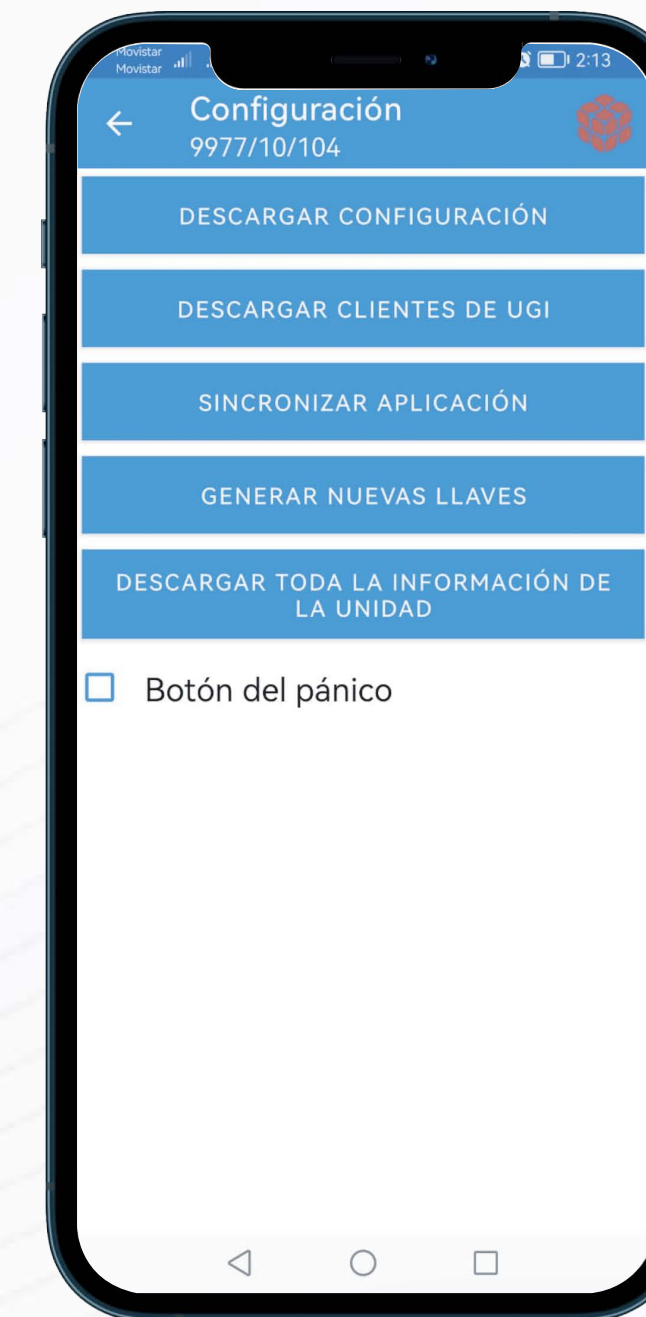 Movistar
Movistar
2:13
Configuración
9977/10/104
DESCARGAR CONFIGURACIÓN
DESCARGAR CLIENTES DE UGI
SINCRONIZAR APLICACIÓN
GENERAR NUEVAS LLAVES
DESCARGAR TODA LA INFORMACIÓN DE
LA UNIDAD
Botón del pánico